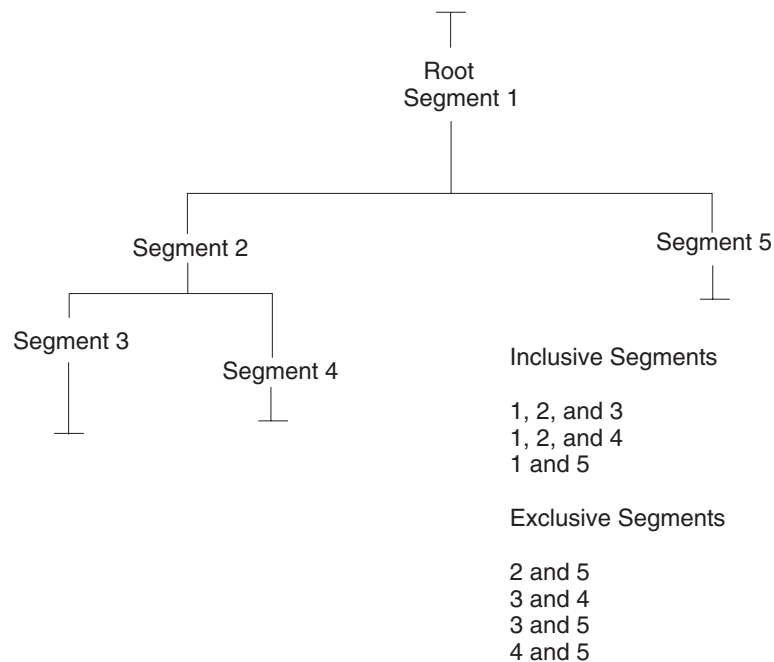 Root
Segment 1
Segment 2
Segment 5
Segment 3
Segment 4
Inclusive Segments
1, 2, and 3
1, 2, and 4
1 and 5
Exclusive Segments
2 and 5
3 and 4
3 and 5
4 and 5